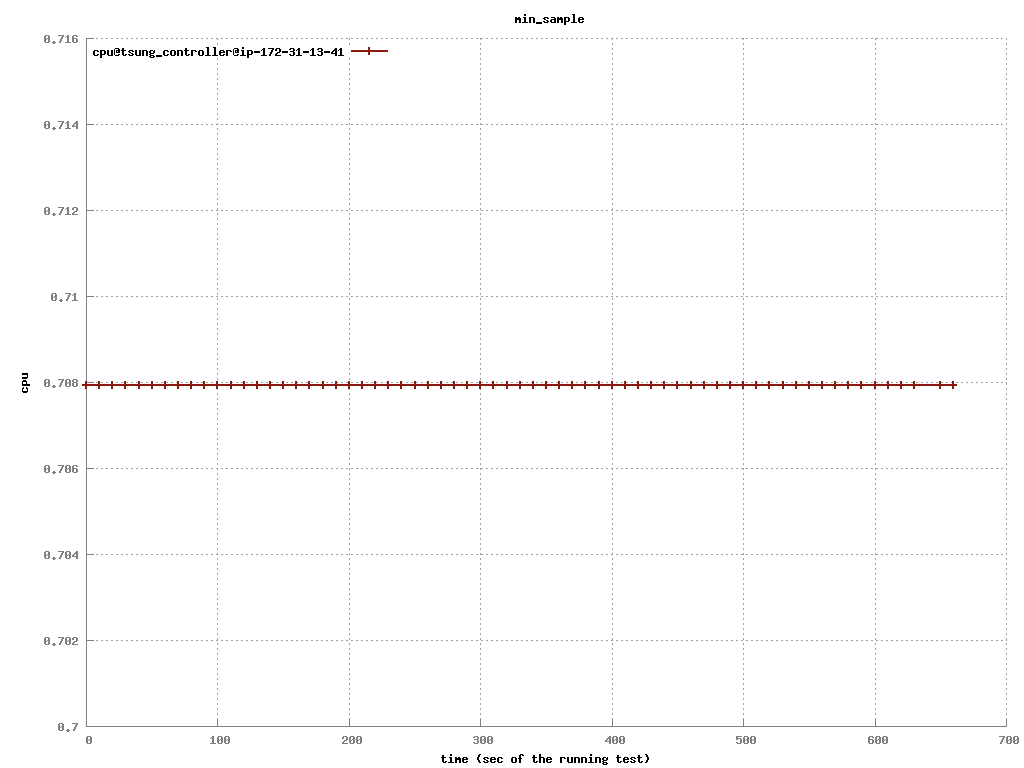 min_sample
cpu@tsung_controller@ip-172-31-13-41
0.716
0.714
0.712
0.71
0.708
0.706
0.704
0.702
0.7
cpu
0 100 200 300 400 500 600 700
time (sec of the running test)